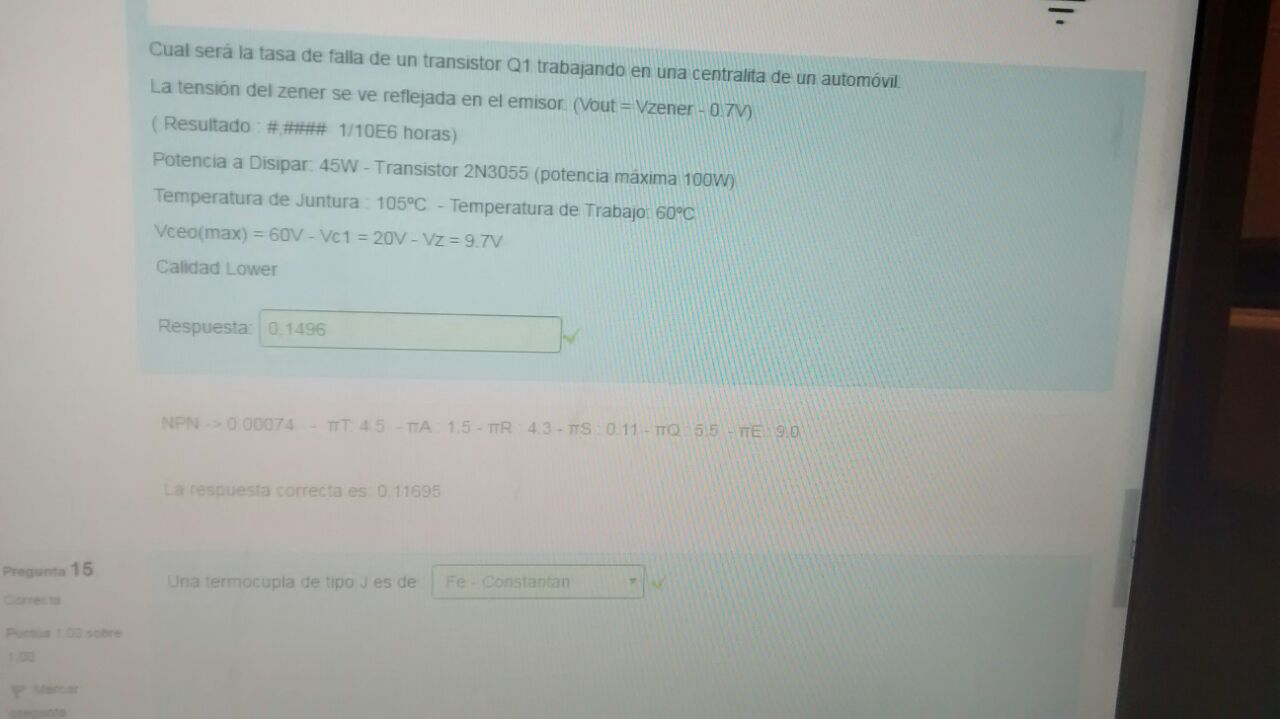 Cual será la tasa de falla de un transistor Q1 trabajando en una centralita de un automóvil.
La tensión del zener se ve reflejada en el emisor. (Vout = Vzener - 0.7V)
( Resultado : #,#### 1/10E6 horas)
Potencia a Disipar: 45W - Transistor 2N3055 (potencia máxima 100W)
Temperatura de Juntura : 105ºC - Temperatura de Trabajo: 60ºC
Vceo(max) = 60V - Vc1 = 20V - Vz = 9.7V
Calidad Lower
Respuesta: 0,1496
NPN -> 0.00074 - πT: 4.5 - πA : 1.5 - πR : 4.3 - πS : 0.11 - πQ : 5.5 - πE : 9.0
La respuesta correcta es: 0,11695
Pregunta 15
Correcta
Puntúa 1,00 sobre
1,00
Marcar
pregunta
Una termocupla de tipo J es de Fe - Constantan